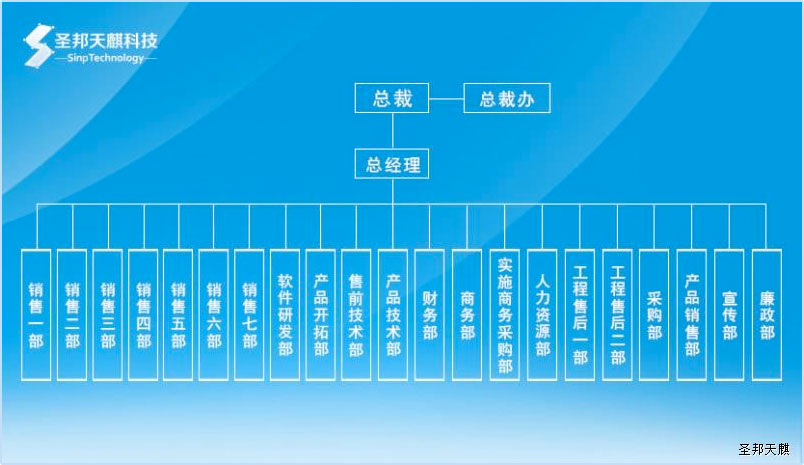 圣邦天麒科技
SinpTechnology
总裁
总裁办
总经理
销售一部
销售二部
销售三部
销售四部
销售五部
销售六部
销售七部
软件研发部
产品开拓部
售前技术部
产品技术部
财务部
商务部
实施商务采购部
人力资源部
工程售后一部
工程售后二部
采购部
产品销售部
宣传部
廉政部
圣邦天麒